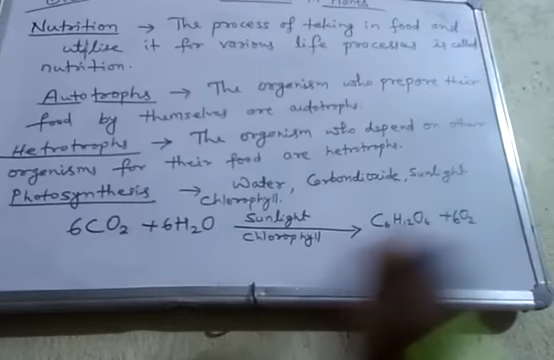 in Plants
Nutrition → The process of taking in food and
utilise it for various life processes is called
nutrition.
Autotrophs → The organism who prepare their
food by themselves are autotrophs.
Hetrotrophs → The organism who depend on other
organisms for their food are hetrotrophs.
Photosynthesis → Water, Carbondioxide, Sunlight
Chlorophyll.
6CO₂ + 6H₂O Sunlight Chlorophyll → C₆H₁₂O₆ + 6O₂